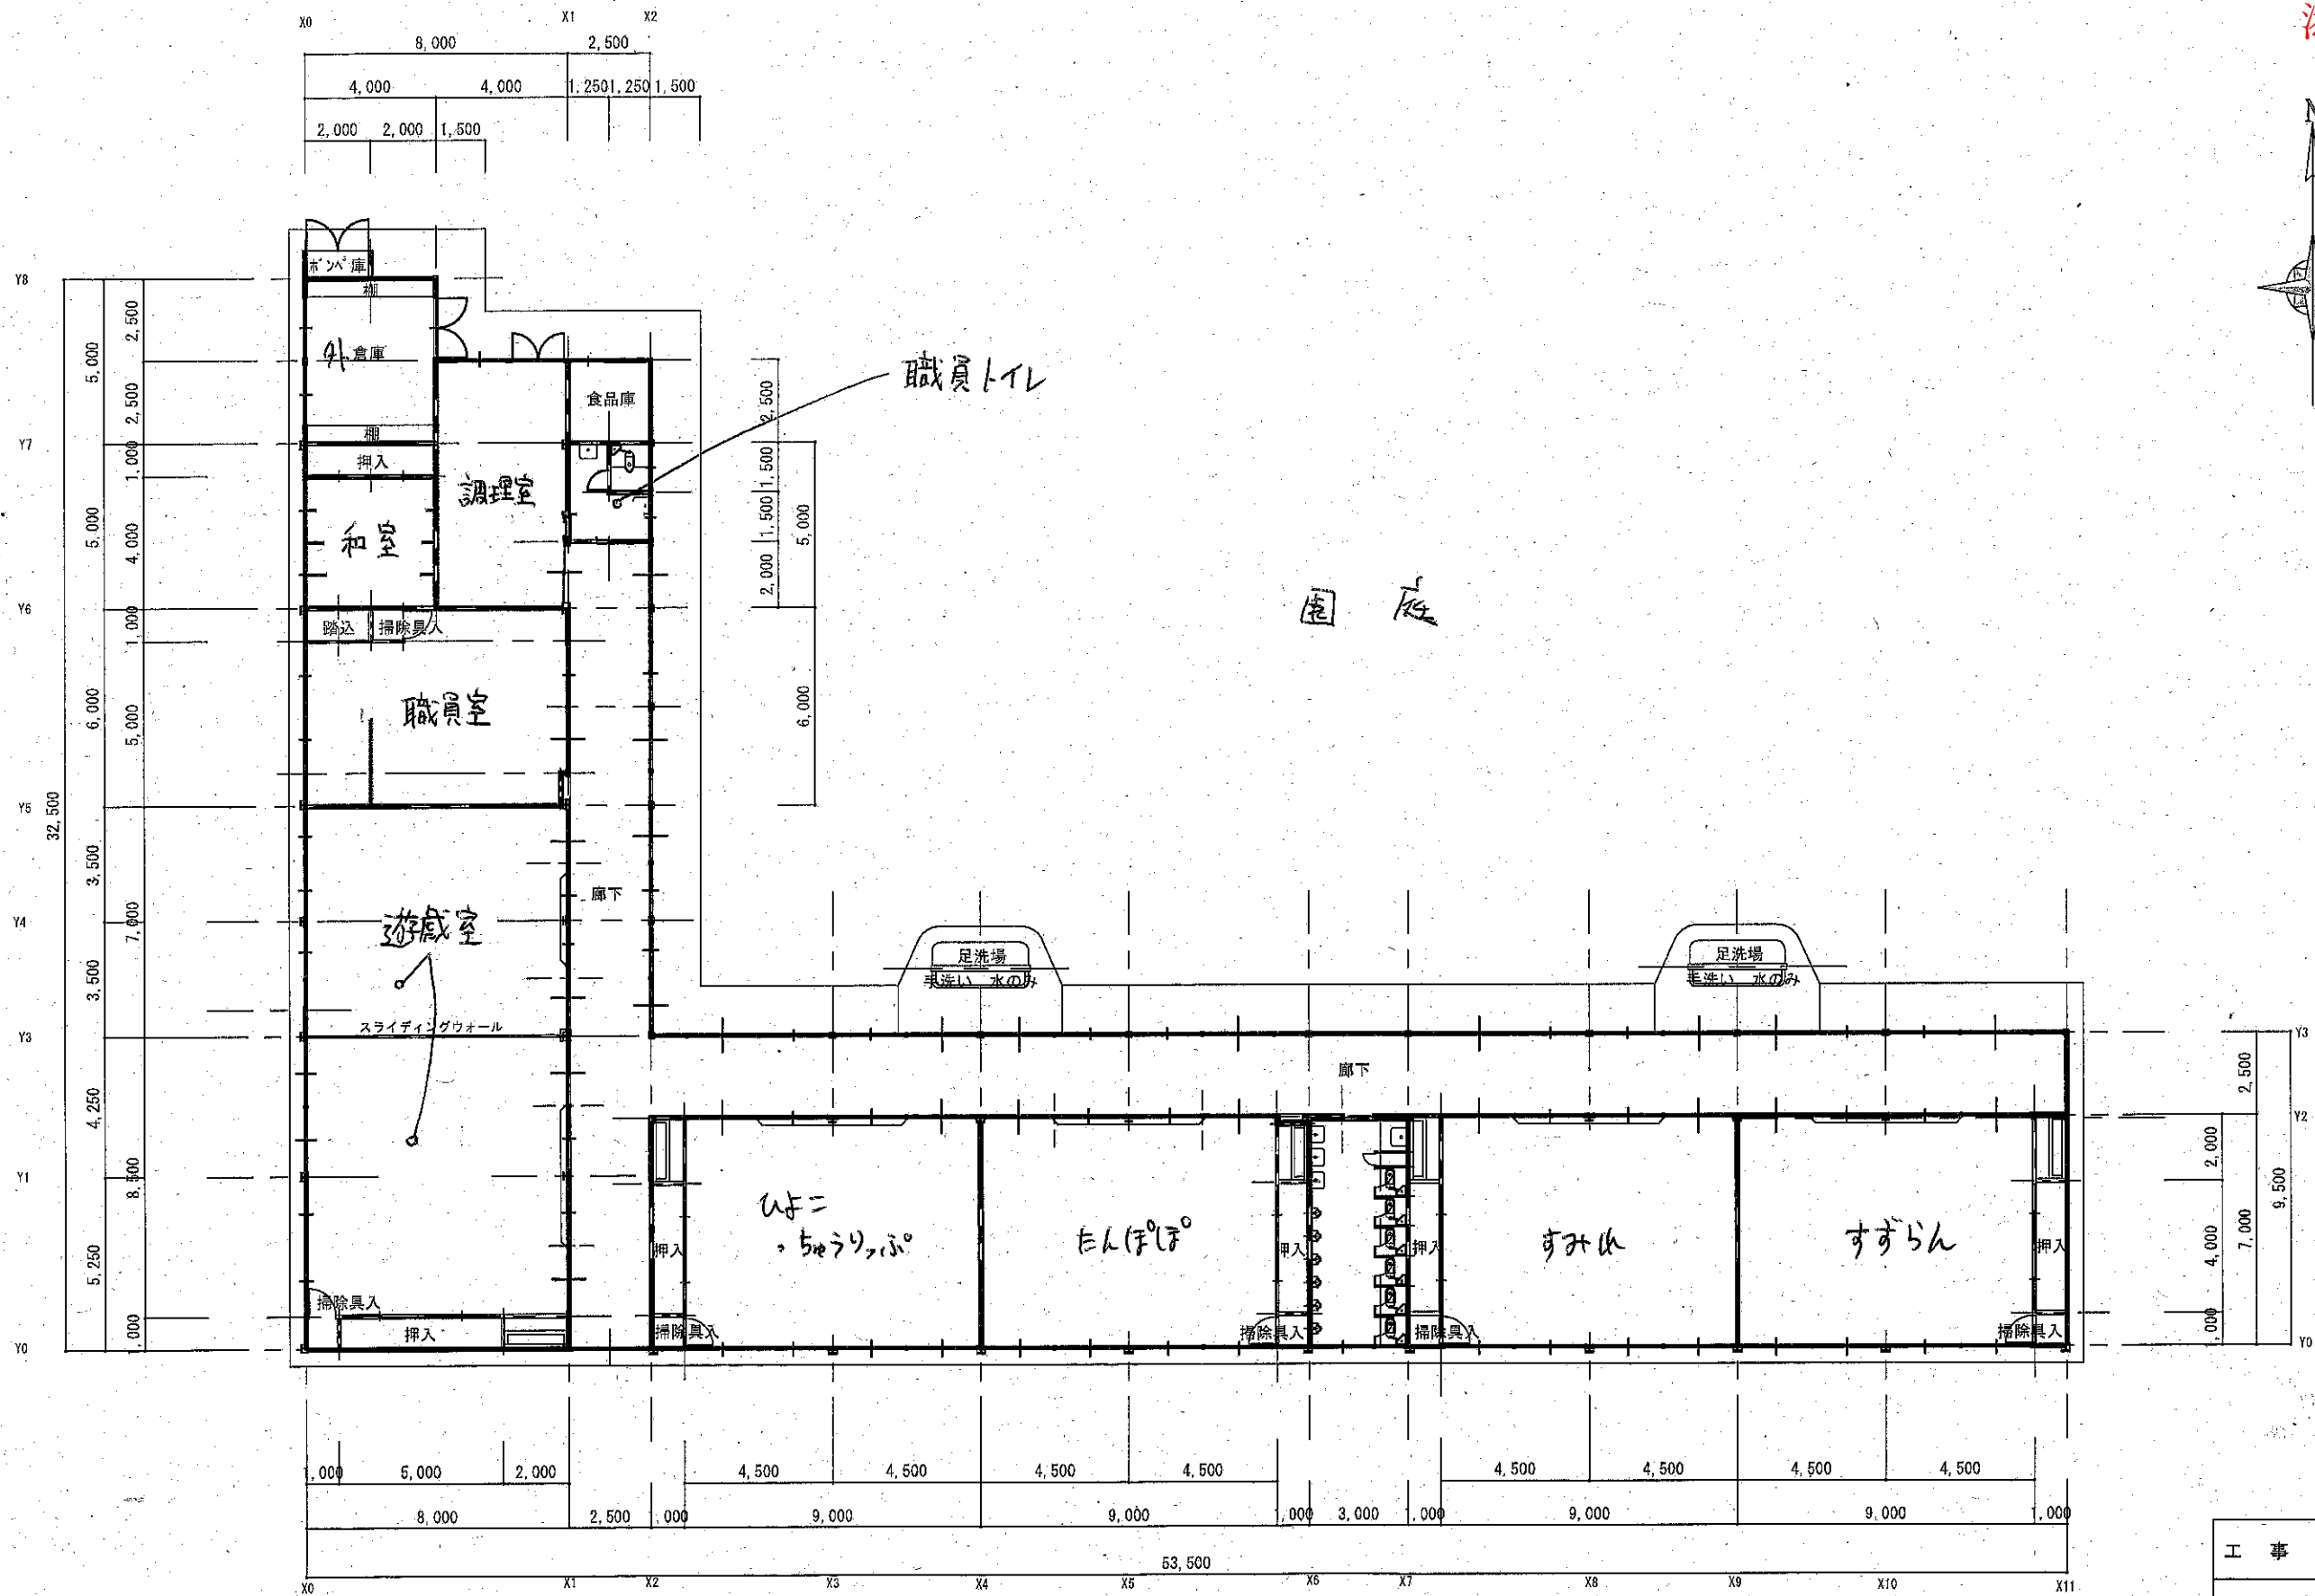 X0 X1 X2
8,000 2,500
4,000 4,000 1,250 1,250 1,500
2,000 2,000 1,500
N
ボンベ庫
Y8
棚
2,500
外倉庫
5,000
職員トイレ
食品庫
2,500
2,500
棚
Y7
押入
1,000
1,500
調理室
5,000
和室
4,000
1,500
5,000
2,000
園庭
Y6
踏込 掃除具入
1,000
職員室
6,000
5,000
6,000
Y5
32,500
3,500
廊下
Y4
7,000
遊戯室
足洗場
手洗い 水のみ
足洗場
手洗い 水のみ
3,500
スライディングウォール
Y3
Y3
廊下
2,500
4,250
Y2
2,000
Y1
8,500
9,500
ひよこ
・ちゅうりっぷ
たんぽぽ
すみれ
すずらん
押入
押入
押入
押入
4,000
7,000
5,250
掃除具入
押入
掃除具入
掃除具入
掃除具入
掃除具入
1,000
1,000
Y0
Y0
1,000 5,000 2,000
4,500 4,500 4,500 4,500 4,500 4,500 4,500 4,500
8,000 2,500 1,000 9,000 9,000 1,000 3,000 1,000 9,000 9,000 1,000
53,500
X0 X1 X2 X3 X4 X5 X6 X7 X8 X9 X10 X11
工事